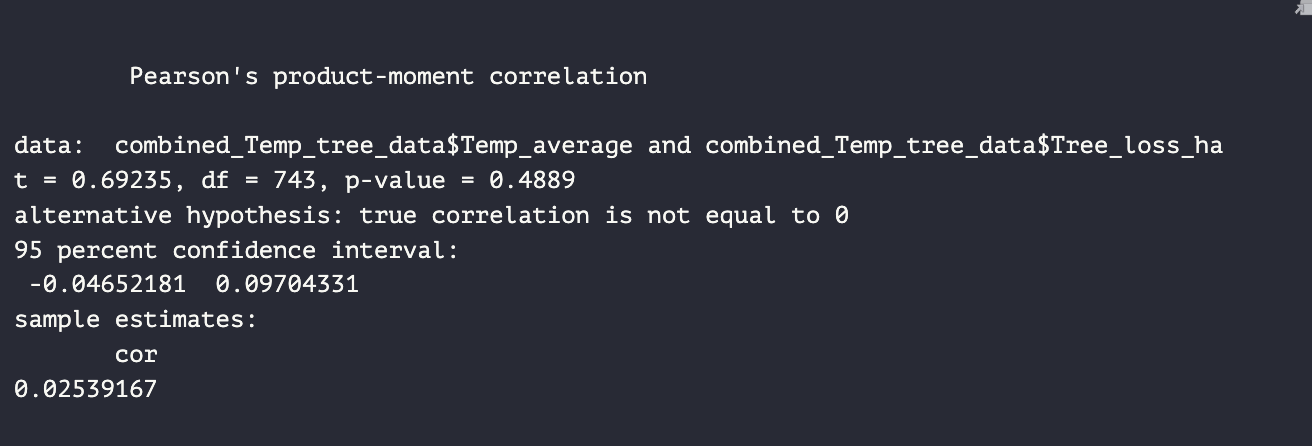 Pearson's product-moment correlation
data:  combined_Temp_tree_data$Temp_average and combined_Temp_tree_data$Tree_loss_ha
t = 0.69235, df = 743, p-value = 0.4889
alternative hypothesis: true correlation is not equal to 0
95 percent confidence interval:
 -0.04652181  0.09704331
sample estimates:
       cor
0.02539167